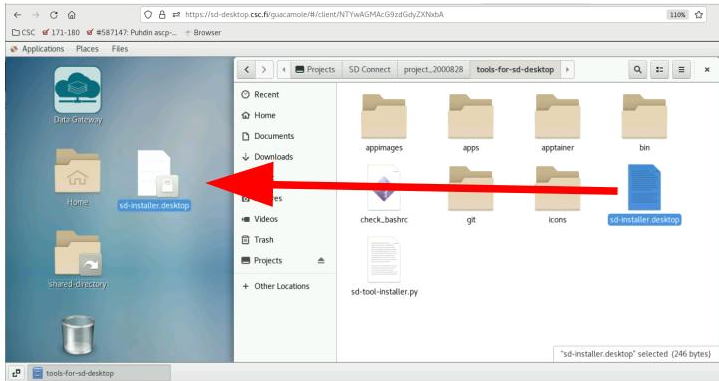 https://sd-desktop.csc.fi/guacamole/#/client/NTYwAGMAcG9zdGdyZXNxbA
110%
CSC
171-180
#587147: Puhdin ascp-...
Browser
Applications Places Files
Projects SD Connect project_2000828 tools-for-sd-desktop
Data Gateway
Home
sd-installer.desktop
shared-directory
Recent
Home
Documents
Downloads
Videos
Trash
Projects
+ Other Locations
appimages apps apptainer bin
check_bashrc git icons sd-installer.desktop
sd-tool-installer.py
"sd-installer.desktop" selected (246 bytes)
tools-for-sd-desktop